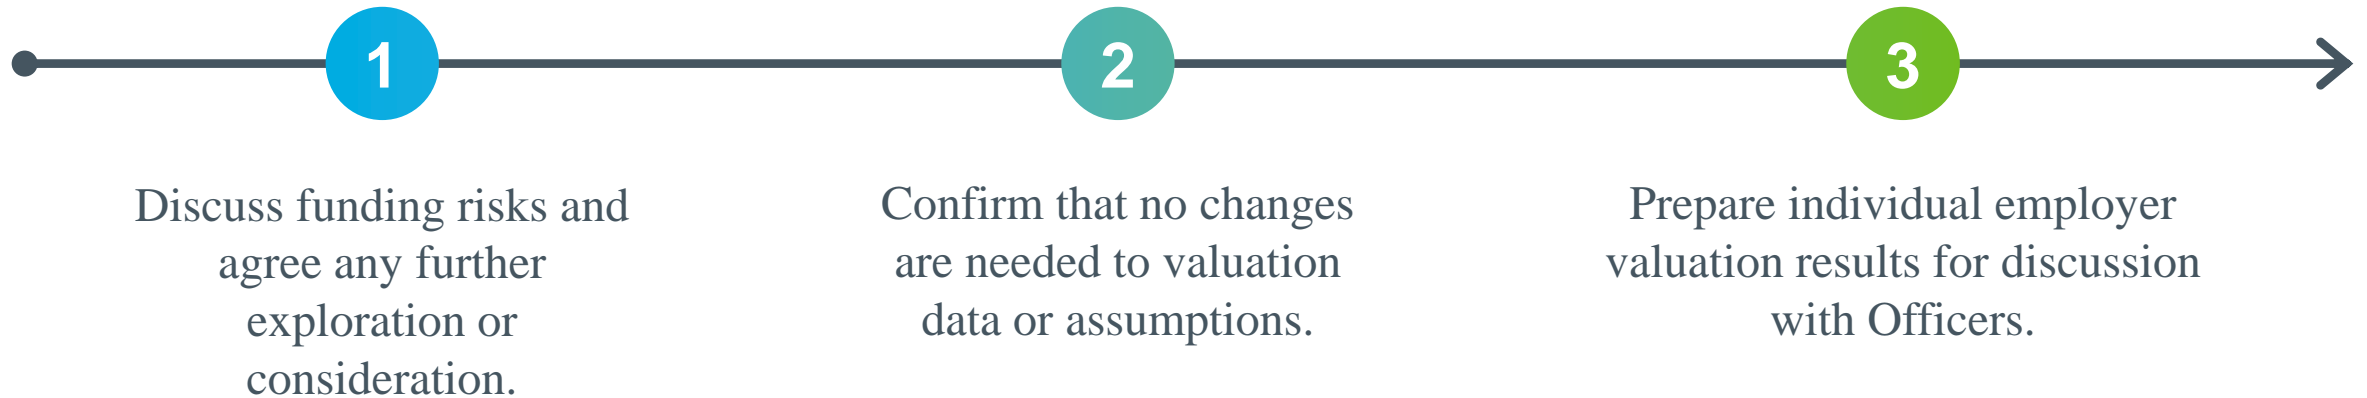 1
Discuss funding risks and
agree any further
exploration or
consideration.
2
Confirm that no changes
are needed to valuation
data or assumptions.
3
Prepare individual employer
valuation results for discussion
with Officers.